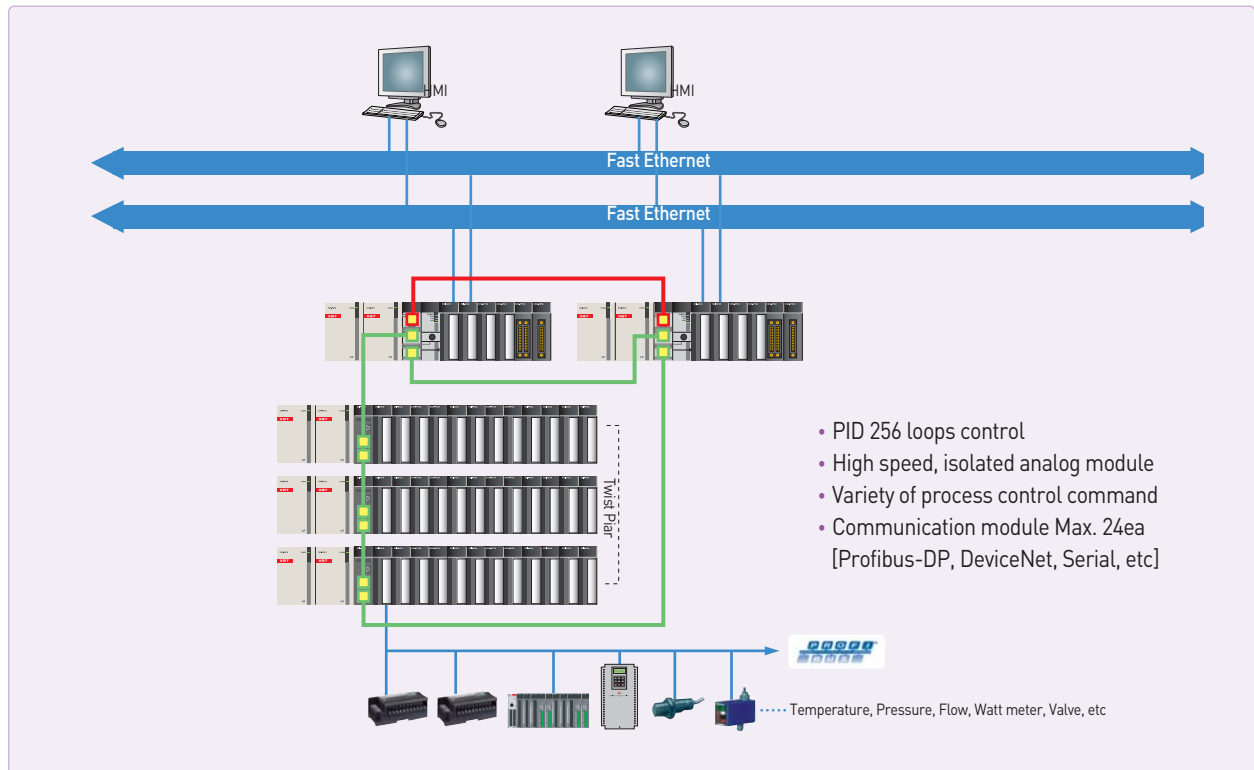 HMI
HMI
Fast Ethernet
Fast Ethernet
Twist Piar
• PID 256 loops control
• High speed, isolated analog module
• Variety of process control command
• Communication module Max. 24ea
[Profibus-DP, DeviceNet, Serial, etc]
PROFI
BUS
Temperature, Pressure, Flow, Watt meter, Valve, etc